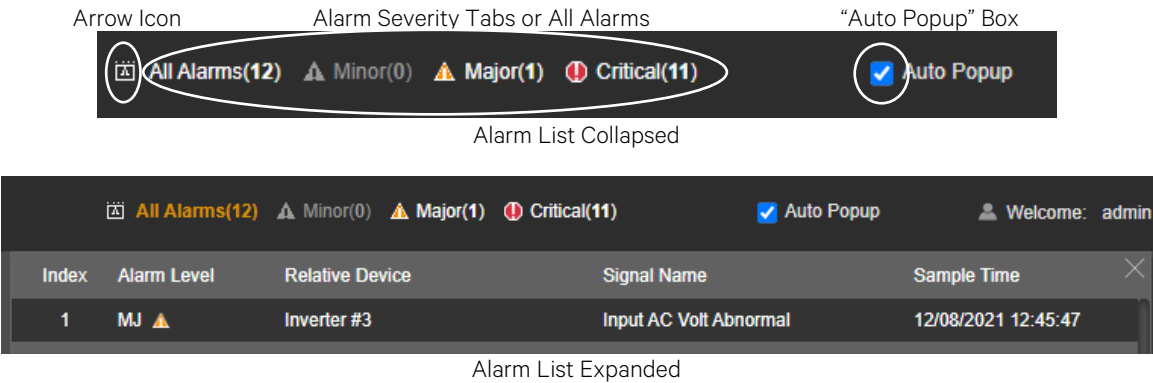 Arrow Icon Alarm Severity Tabs or All Alarms “Auto Popup” Box
All Alarms(12) Minor(0) Major(1) Critical(11) Auto Popup
Alarm List Collapsed
All Alarms(12) Minor(0) Major(1) Critical(11) Auto Popup Welcome: admin
Index Alarm Level Relative Device Signal Name Sample Time
1 MJ Inverter #3 Input AC Volt Abnormal 12/08/2021 12:45:47
Alarm List Expanded